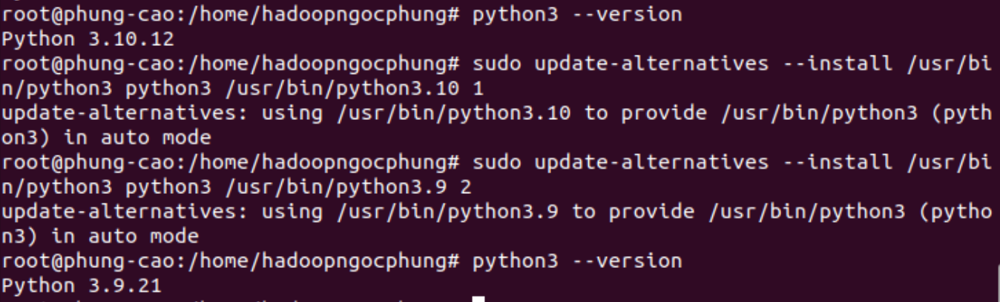 root@phung-cao:/home/hadoopngocphung# python3 --version
Python 3.10.12
root@phung-cao:/home/hadoopngocphung# sudo update-alternatives --install /usr/bi
n/python3 python3 /usr/bin/python3.10 1
update-alternatives: using /usr/bin/python3.10 to provide /usr/bin/python3 (pyth
on3) in auto mode
root@phung-cao:/home/hadoopngocphung# sudo update-alternatives --install /usr/bi
n/python3 python3 /usr/bin/python3.9 2
update-alternatives: using /usr/bin/python3.9 to provide /usr/bin/python3 (pytho
n3) in auto mode
root@phung-cao:/home/hadoopngocphung# python3 --version
Python 3.9.21